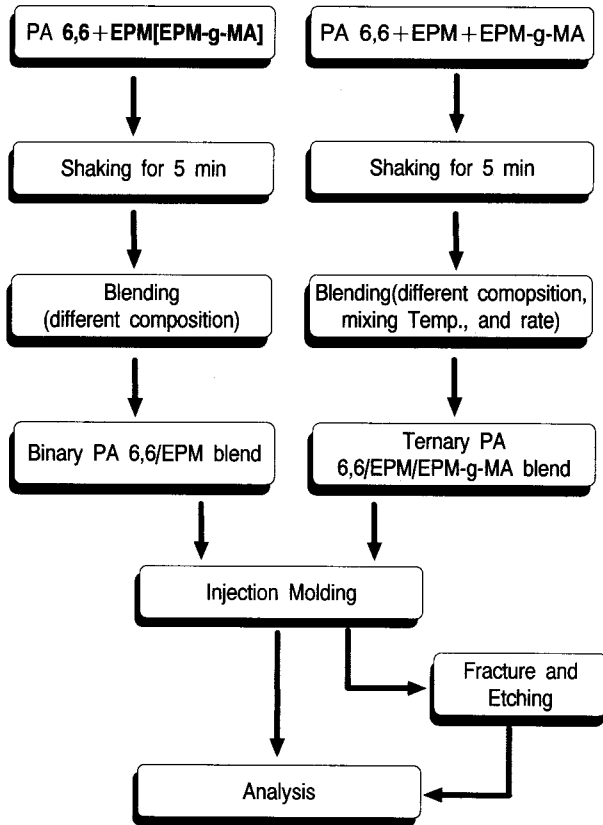 PA 6,6+EPM[EPM-g-MA]
PA 6,6+EPM+EPM-g-MA
Shaking for 5 min
Shaking for 5 min
Blending
(different composition)
Blending(different comopsition,
mixing Temp., and rate)
Binary PA 6,6/EPM blend
Ternary PA
6,6/EPM/EPM-g-MA blend
Injection Molding
Fracture and
Etching
Analysis